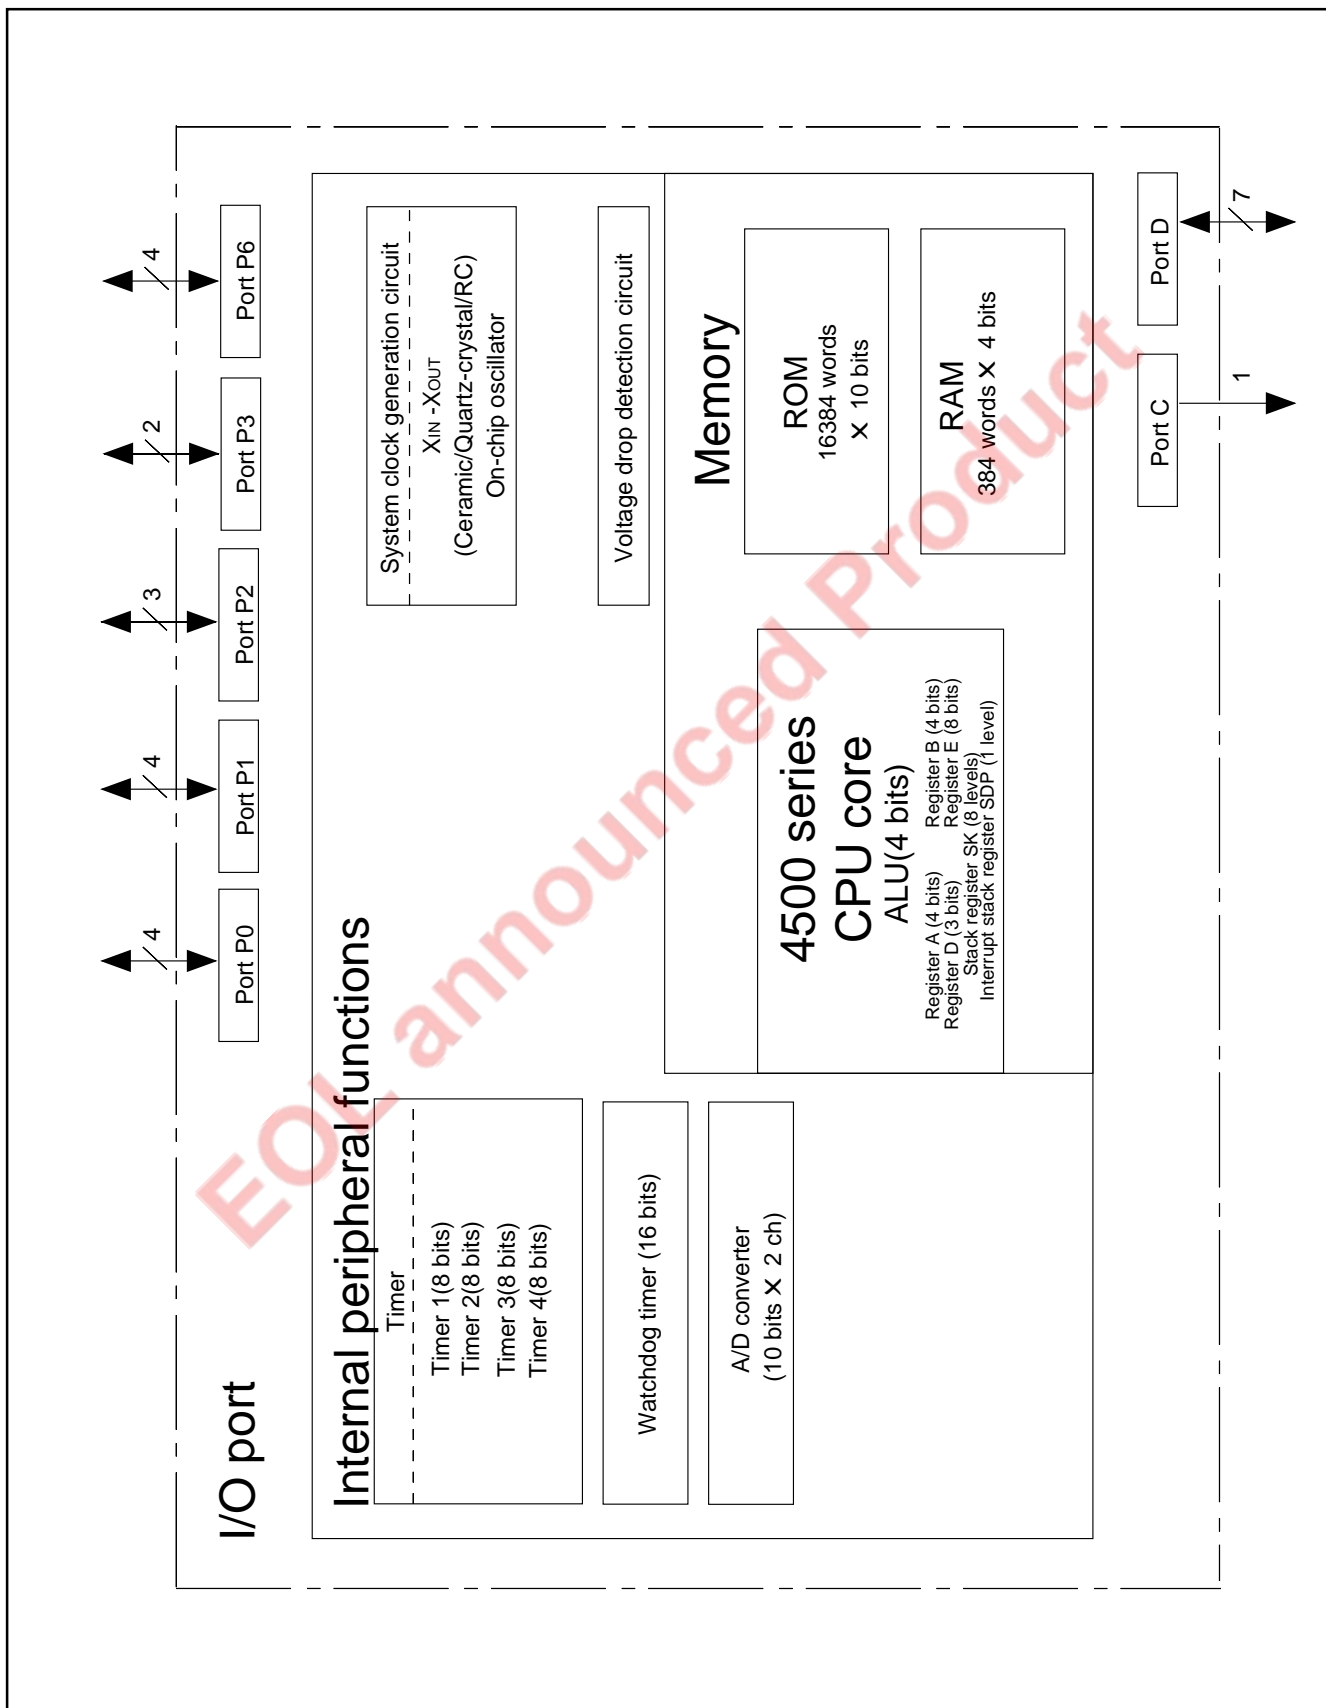 I/O port
4
4
3
2
4
Port P0
Port P1
Port P2
Port P3
Port P6
Internal peripheral functions
Timer
Timer 1(8 bits)
Timer 2(8 bits)
Timer 3(8 bits)
Timer 4(8 bits)
Watchdog timer (16 bits)
A/D converter
(10 bits × 2 ch)
System clock generation circuit
XIN -XOUT
(Ceramic/Quartz-crystal/RC)
On-chip oscillator
Voltage drop detection circuit
4500 series
CPU core
ALU(4 bits)
Register A (4 bits) Register B (4 bits)
Register D (3 bits) Register E (8 bits)
Stack register SK (8 levels)
Interrupt stack register SDP (1 level)
Memory
ROM
16384 words
× 10 bits
RAM
384 words × 4 bits
Port C
Port D
1
7
EOL announced Product